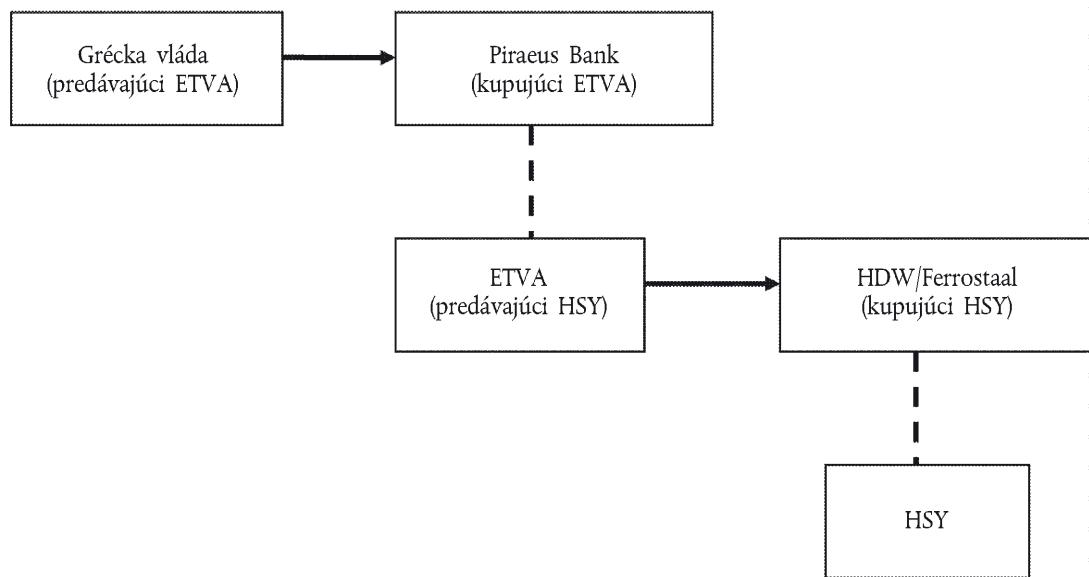 Grécka vláda
(predávajúci ETVA)
Piraeus Bank
(kupujúci ETVA)
ETVA
(predávajúci HSY)
HDW/Ferrostaal
(kupujúci HSY)
HSY